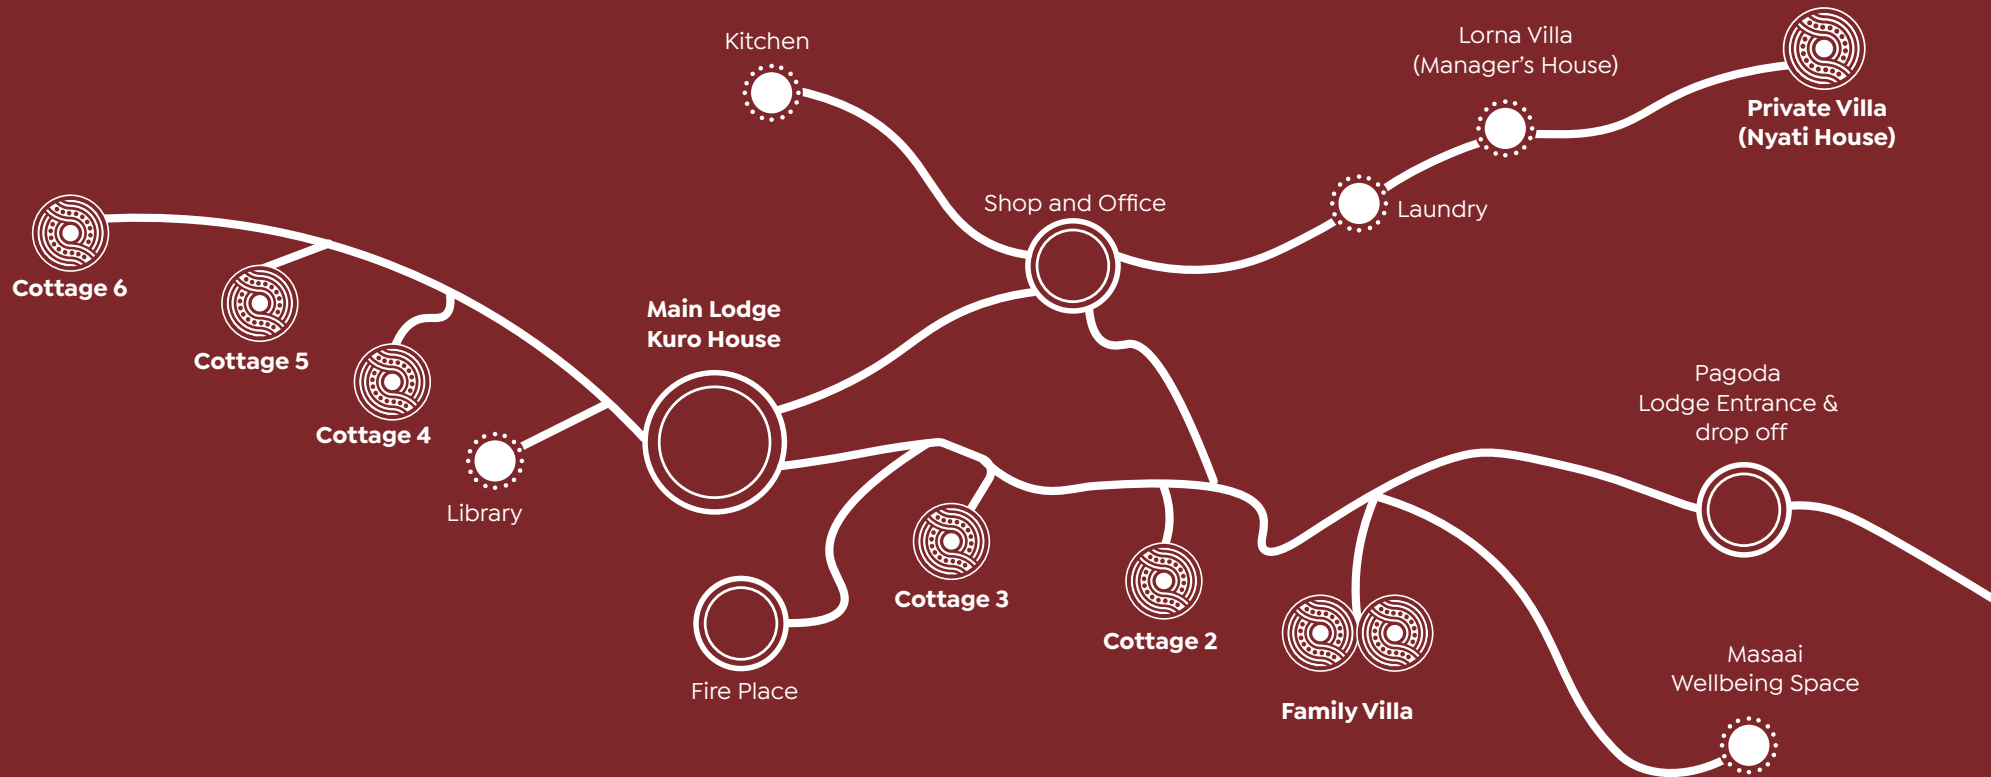 Kitchen
Lorna Villa
(Manager’s House)
Private Villa
(Nyati House)
Shop and Office
Laundry
Cottage 6
Main Lodge
Kuro House
Cottage 5
Pagoda
Lodge Entrance &
drop off
Cottage 4
Library
Cottage 3
Cottage 2
Masaai
Wellbeing Space
Fire Place
Family Villa